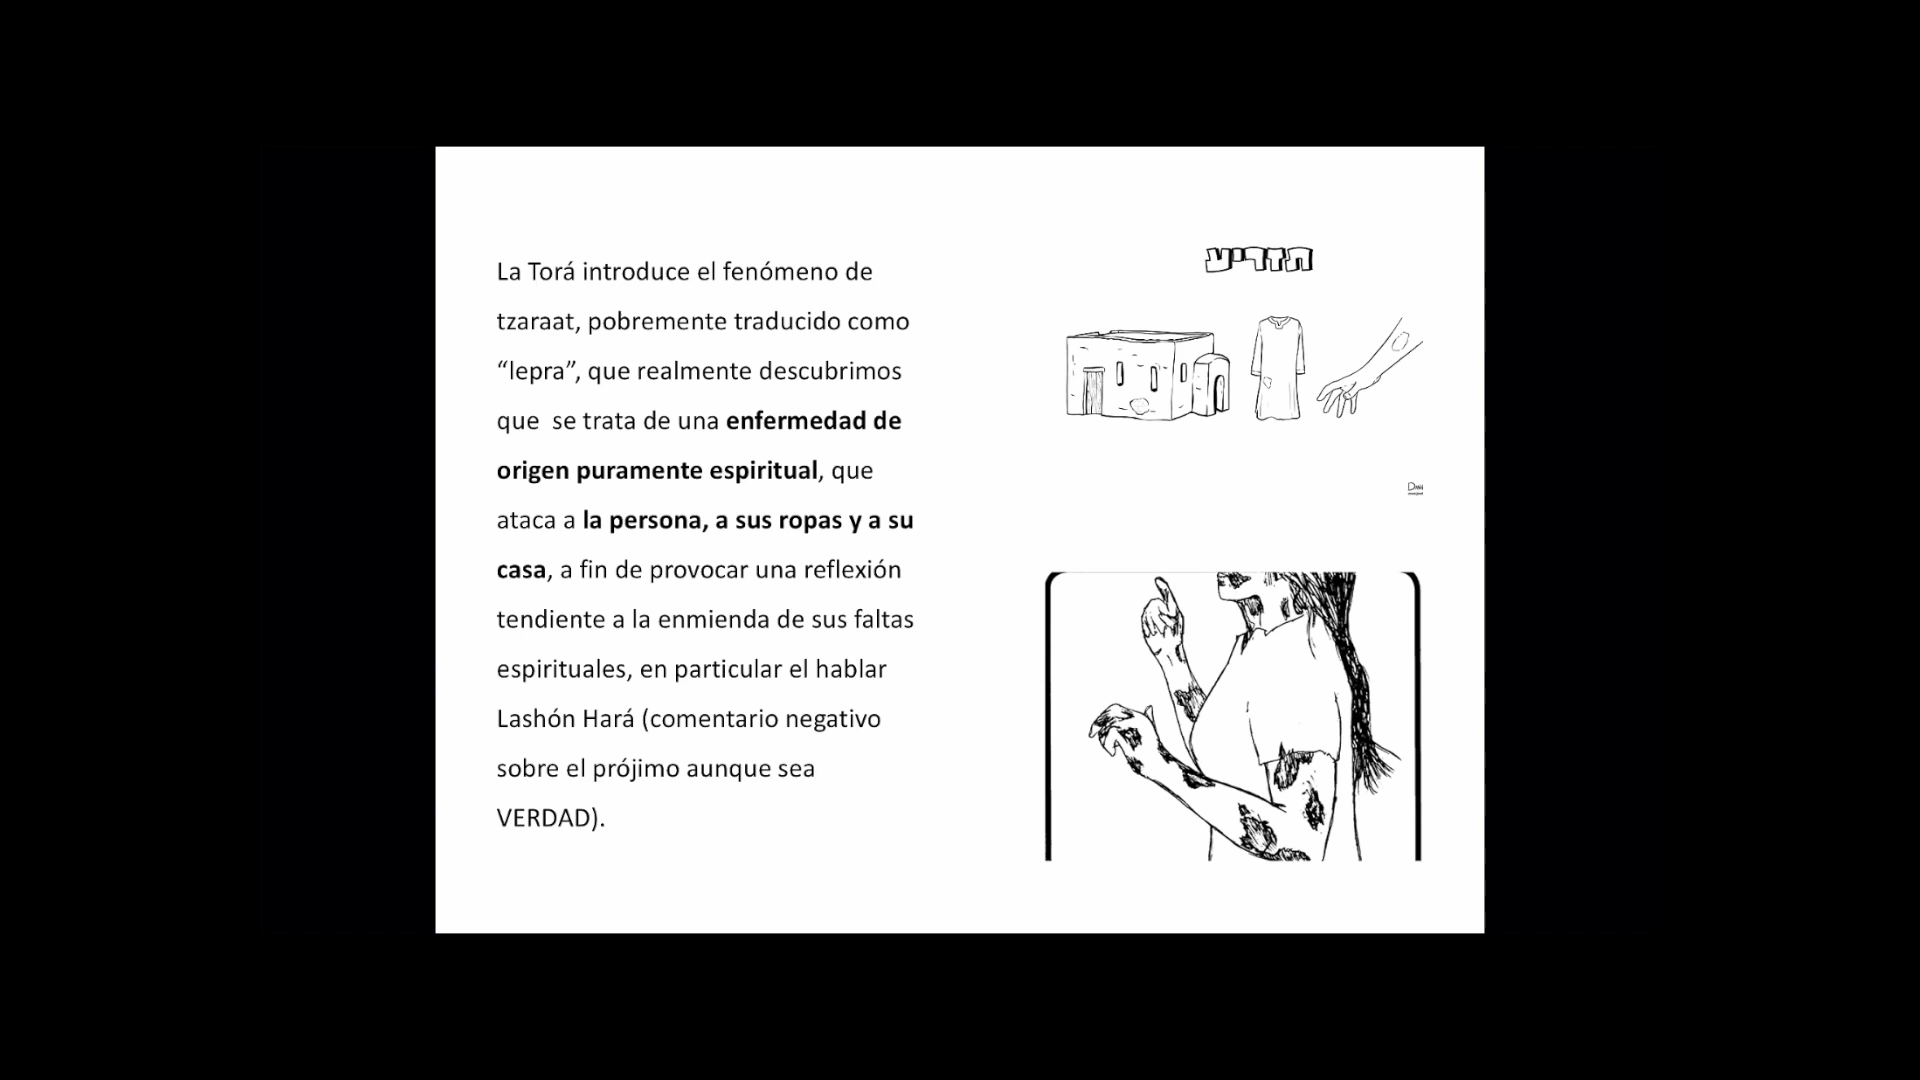 La Torá introduce el fenómeno de
tzaraat, pobremente traducido como
“lepra”, que realmente descubrimos
que  se trata de una enfermedad de
origen puramente espiritual, que
ataca a la persona, a sus ropas y a su
casa, a fin de provocar una reflexión
tendiente a la enmienda de sus faltas
espirituales, en particular el hablar
Lashón Hará (comentario negativo
sobre el prójimo aunque sea
VERDAD).
תזריע